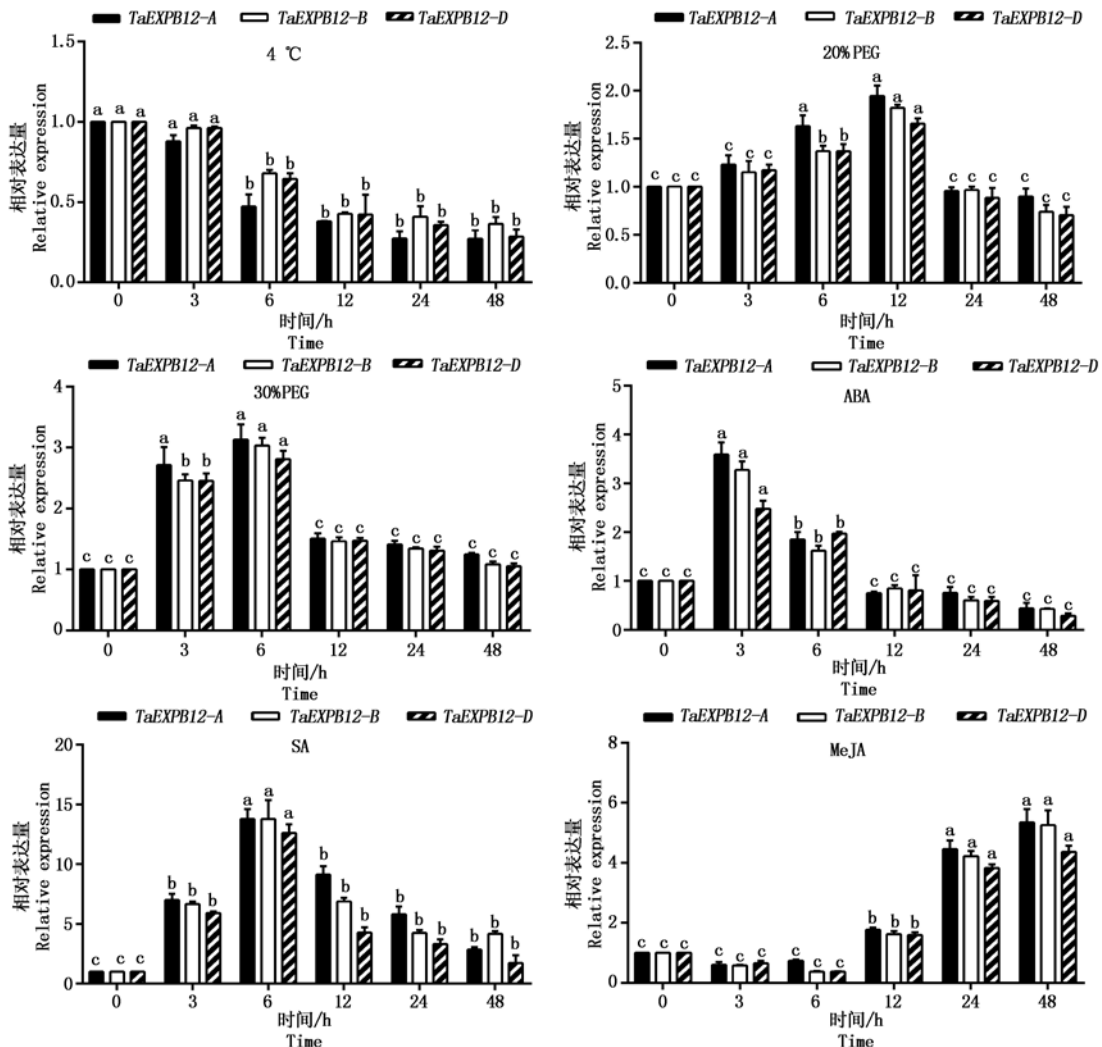 TaEXPB12-A TaEXPB12-B TaEXPB12-D
4 ℃
相对表达量
Relative expression
1.5
1.0
0.5
0.0
a a a
a a a
b b b
b b b
b b b
b b b
0 3 6 12 24 48
时间/h
Time
TaEXPB12-A TaEXPB12-B TaEXPB12-D
20%PEG
相对表达量
Relative expression
2.5
2.0
1.5
1.0
0.5
0.0
c c c
c c c
a b b
a a a
c c c
c c c
0 3 6 12 24 48
时间/h
Time
TaEXPB12-A TaEXPB12-B TaEXPB12-D
30%PEG
相对表达量
Relative expression
4
3
2
1
0
c c c
a b b
a a a
c c c
c c c
c c c
0 3 6 12 24 48
时间/h
Time
TaEXPB12-A TaEXPB12-B TaEXPB12-D
ABA
相对表达量
Relative expression
5
4
3
2
1
0
c c c
a a a
b b b
c c c
c c c
c c c
0 3 6 12 24 48
时间/h
Time
TaEXPB12-A TaEXPB12-B TaEXPB12-D
SA
相对表达量
Relative expression
20
15
10
5
0
c c c
b b b
a a a
b b b
b b b
b b b
0 3 6 12 24 48
时间/h
Time
TaEXPB12-A TaEXPB12-B TaEXPB12-D
MeJA
相对表达量
Relative expression
8
6
4
2
0
c c c
c c c
c c c
b b b
a a a
a a a
0 3 6 12 24 48
时间/h
Time